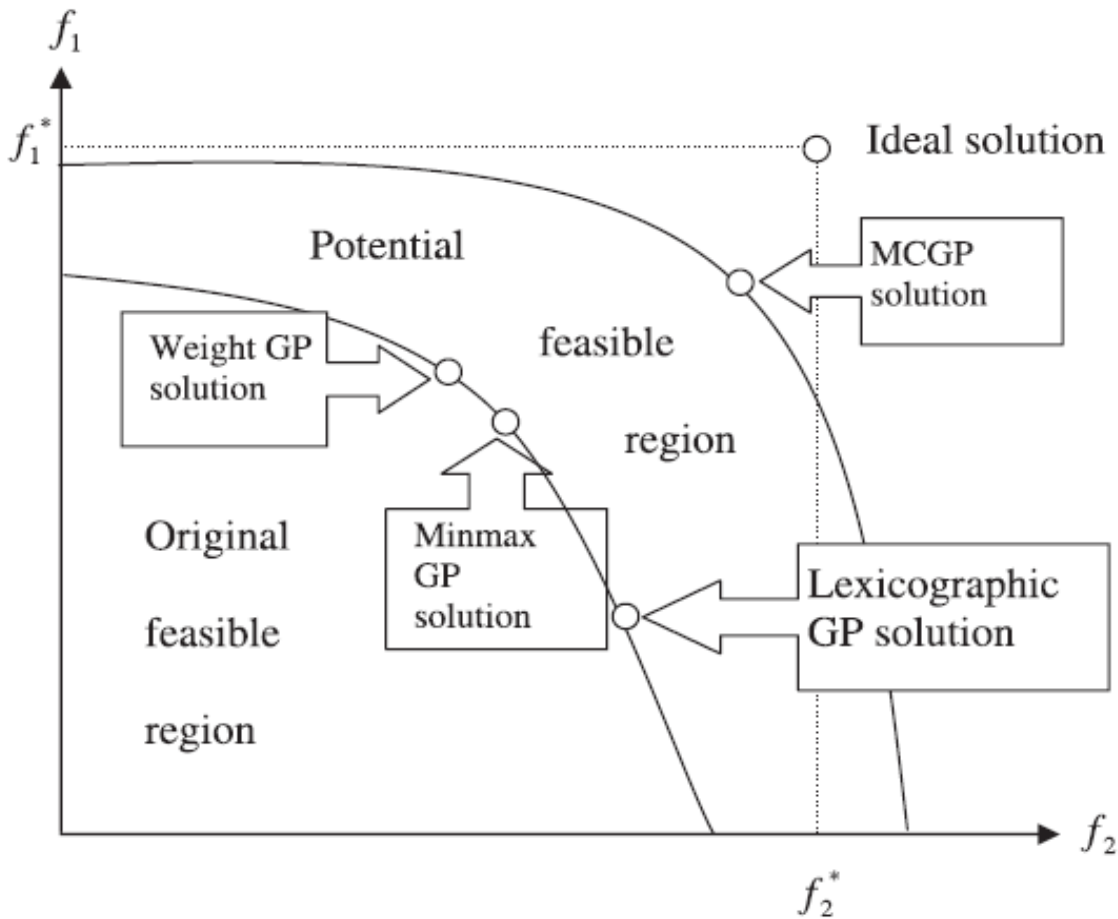 f₁
f₁*
Ideal solution
Potential
MCGP
solution
feasible
Weight GP
solution
region
Original
Minmax
GP
solution
Lexicographic
GP solution
feasible
region
f₂
f₂*